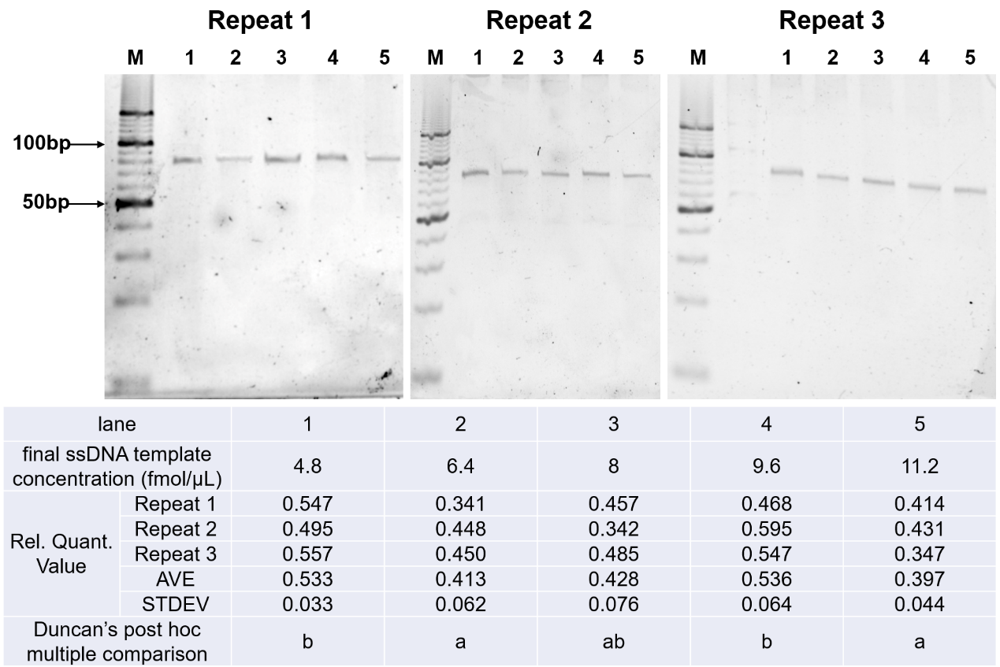 Repeat 1 Repeat 2 Repeat 3
M 1 2 3 4 5 M 1 2 3 4 5 M 1 2 3 4 5
100bp
50bp
lane 1 2 3 4 5
final ssDNA template
concentration (fmol/μL) 4.8 6.4 8 9.6 11.2
Rel. Quant.
Value
Repeat 1 0.547 0.341 0.457 0.468 0.414
Repeat 2 0.495 0.448 0.342 0.595 0.431
Repeat 3 0.557 0.450 0.485 0.547 0.347
AVE 0.533 0.413 0.428 0.536 0.397
STDEV 0.033 0.062 0.076 0.064 0.044
Duncan’s post hoc
multiple comparison b a ab b a